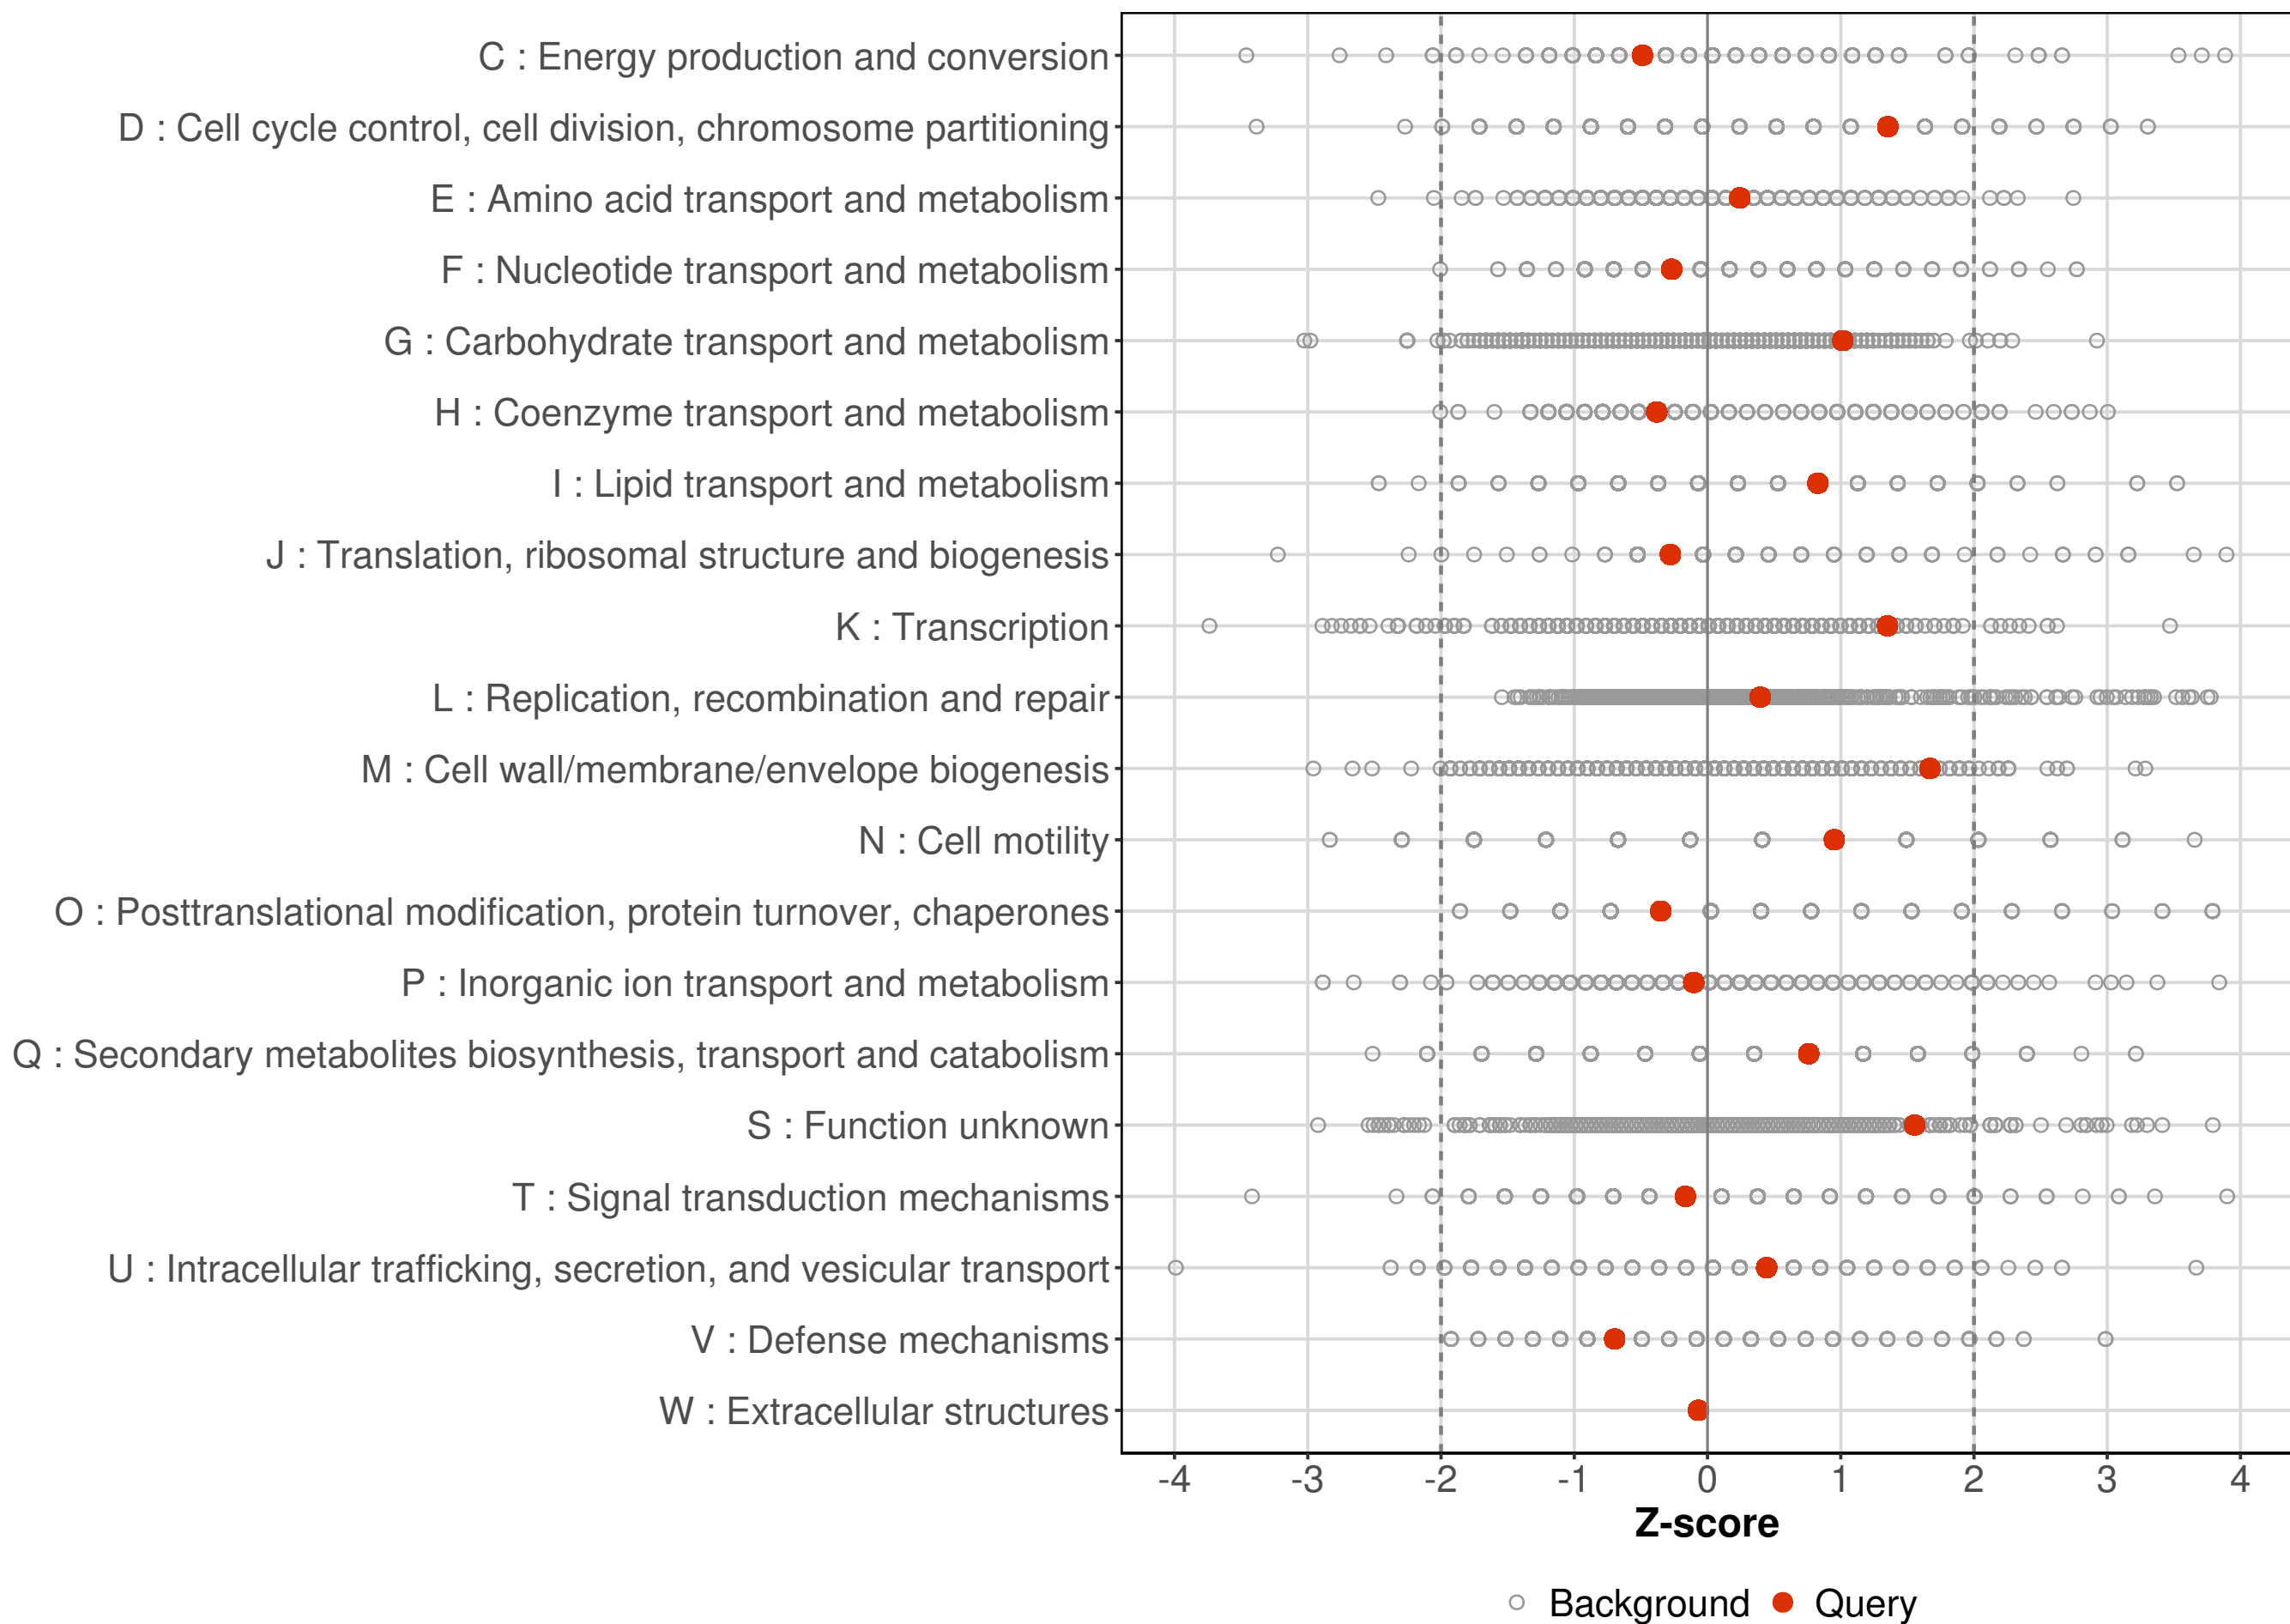 C : Energy production and conversion
D : Cell cycle control, cell division, chromosome partitioning
E : Amino acid transport and metabolism
F : Nucleotide transport and metabolism
G : Carbohydrate transport and metabolism
H : Coenzyme transport and metabolism
I : Lipid transport and metabolism
J : Translation, ribosomal structure and biogenesis
K : Transcription
L : Replication, recombination and repair
M : Cell wall/membrane/envelope biogenesis
N : Cell motility
O : Posttranslational modification, protein turnover, chaperones
P : Inorganic ion transport and metabolism
Q : Secondary metabolites biosynthesis, transport and catabolism
S : Function unknown
T : Signal transduction mechanisms
U : Intracellular trafficking, secretion, and vesicular transport
V : Defense mechanisms
W : Extracellular structures
-4 -3 -2 -1 0 1 2 3 4
Z-score
Background Query